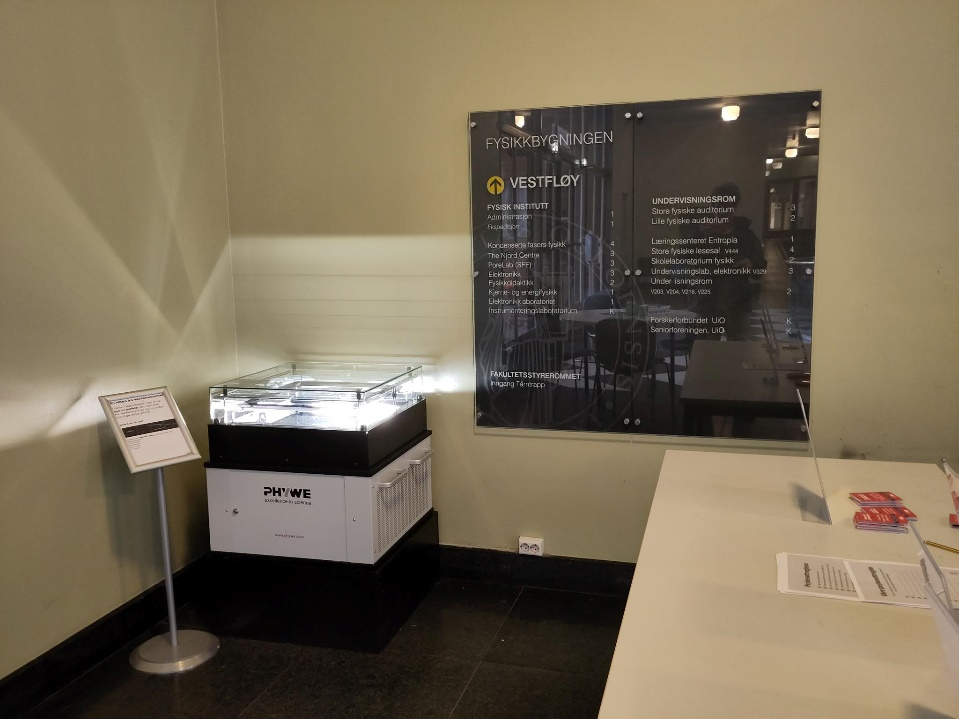 FYSIKKBYGNINGEN
VESTFLØY
FYSISK INSTITUTT
Administrasjon 1
Ekspedisjon 1
Kondenserte fasers fysikk 4
The Njord Centre 3
PoreLab (SFF) 3
Elektronikk 3
Fysikkdidaktikk 2
Kjerne- og energifysikk 1
Elektronikklaboratoriet 1
Instrumenteringslaboratorium K
FAKULTETSSTYREROMMET
Inngang Tårntrapp
UNDERVISNINGSROM
Store fysiske auditorium 3
Lille fysiske auditorium 2
Læringssenteret Entropia 1
Store fysiske lesesal V444 4
Skolelaboratorium fysikk 2
Undervisningslab, elektronikk V329 3
Undervisningsrom
V203, V204, V216, V225 2
Forskerforbundet UiO K
Seniorforeningen, UiO K
PHYWE
excellence in science
www.phywe.com